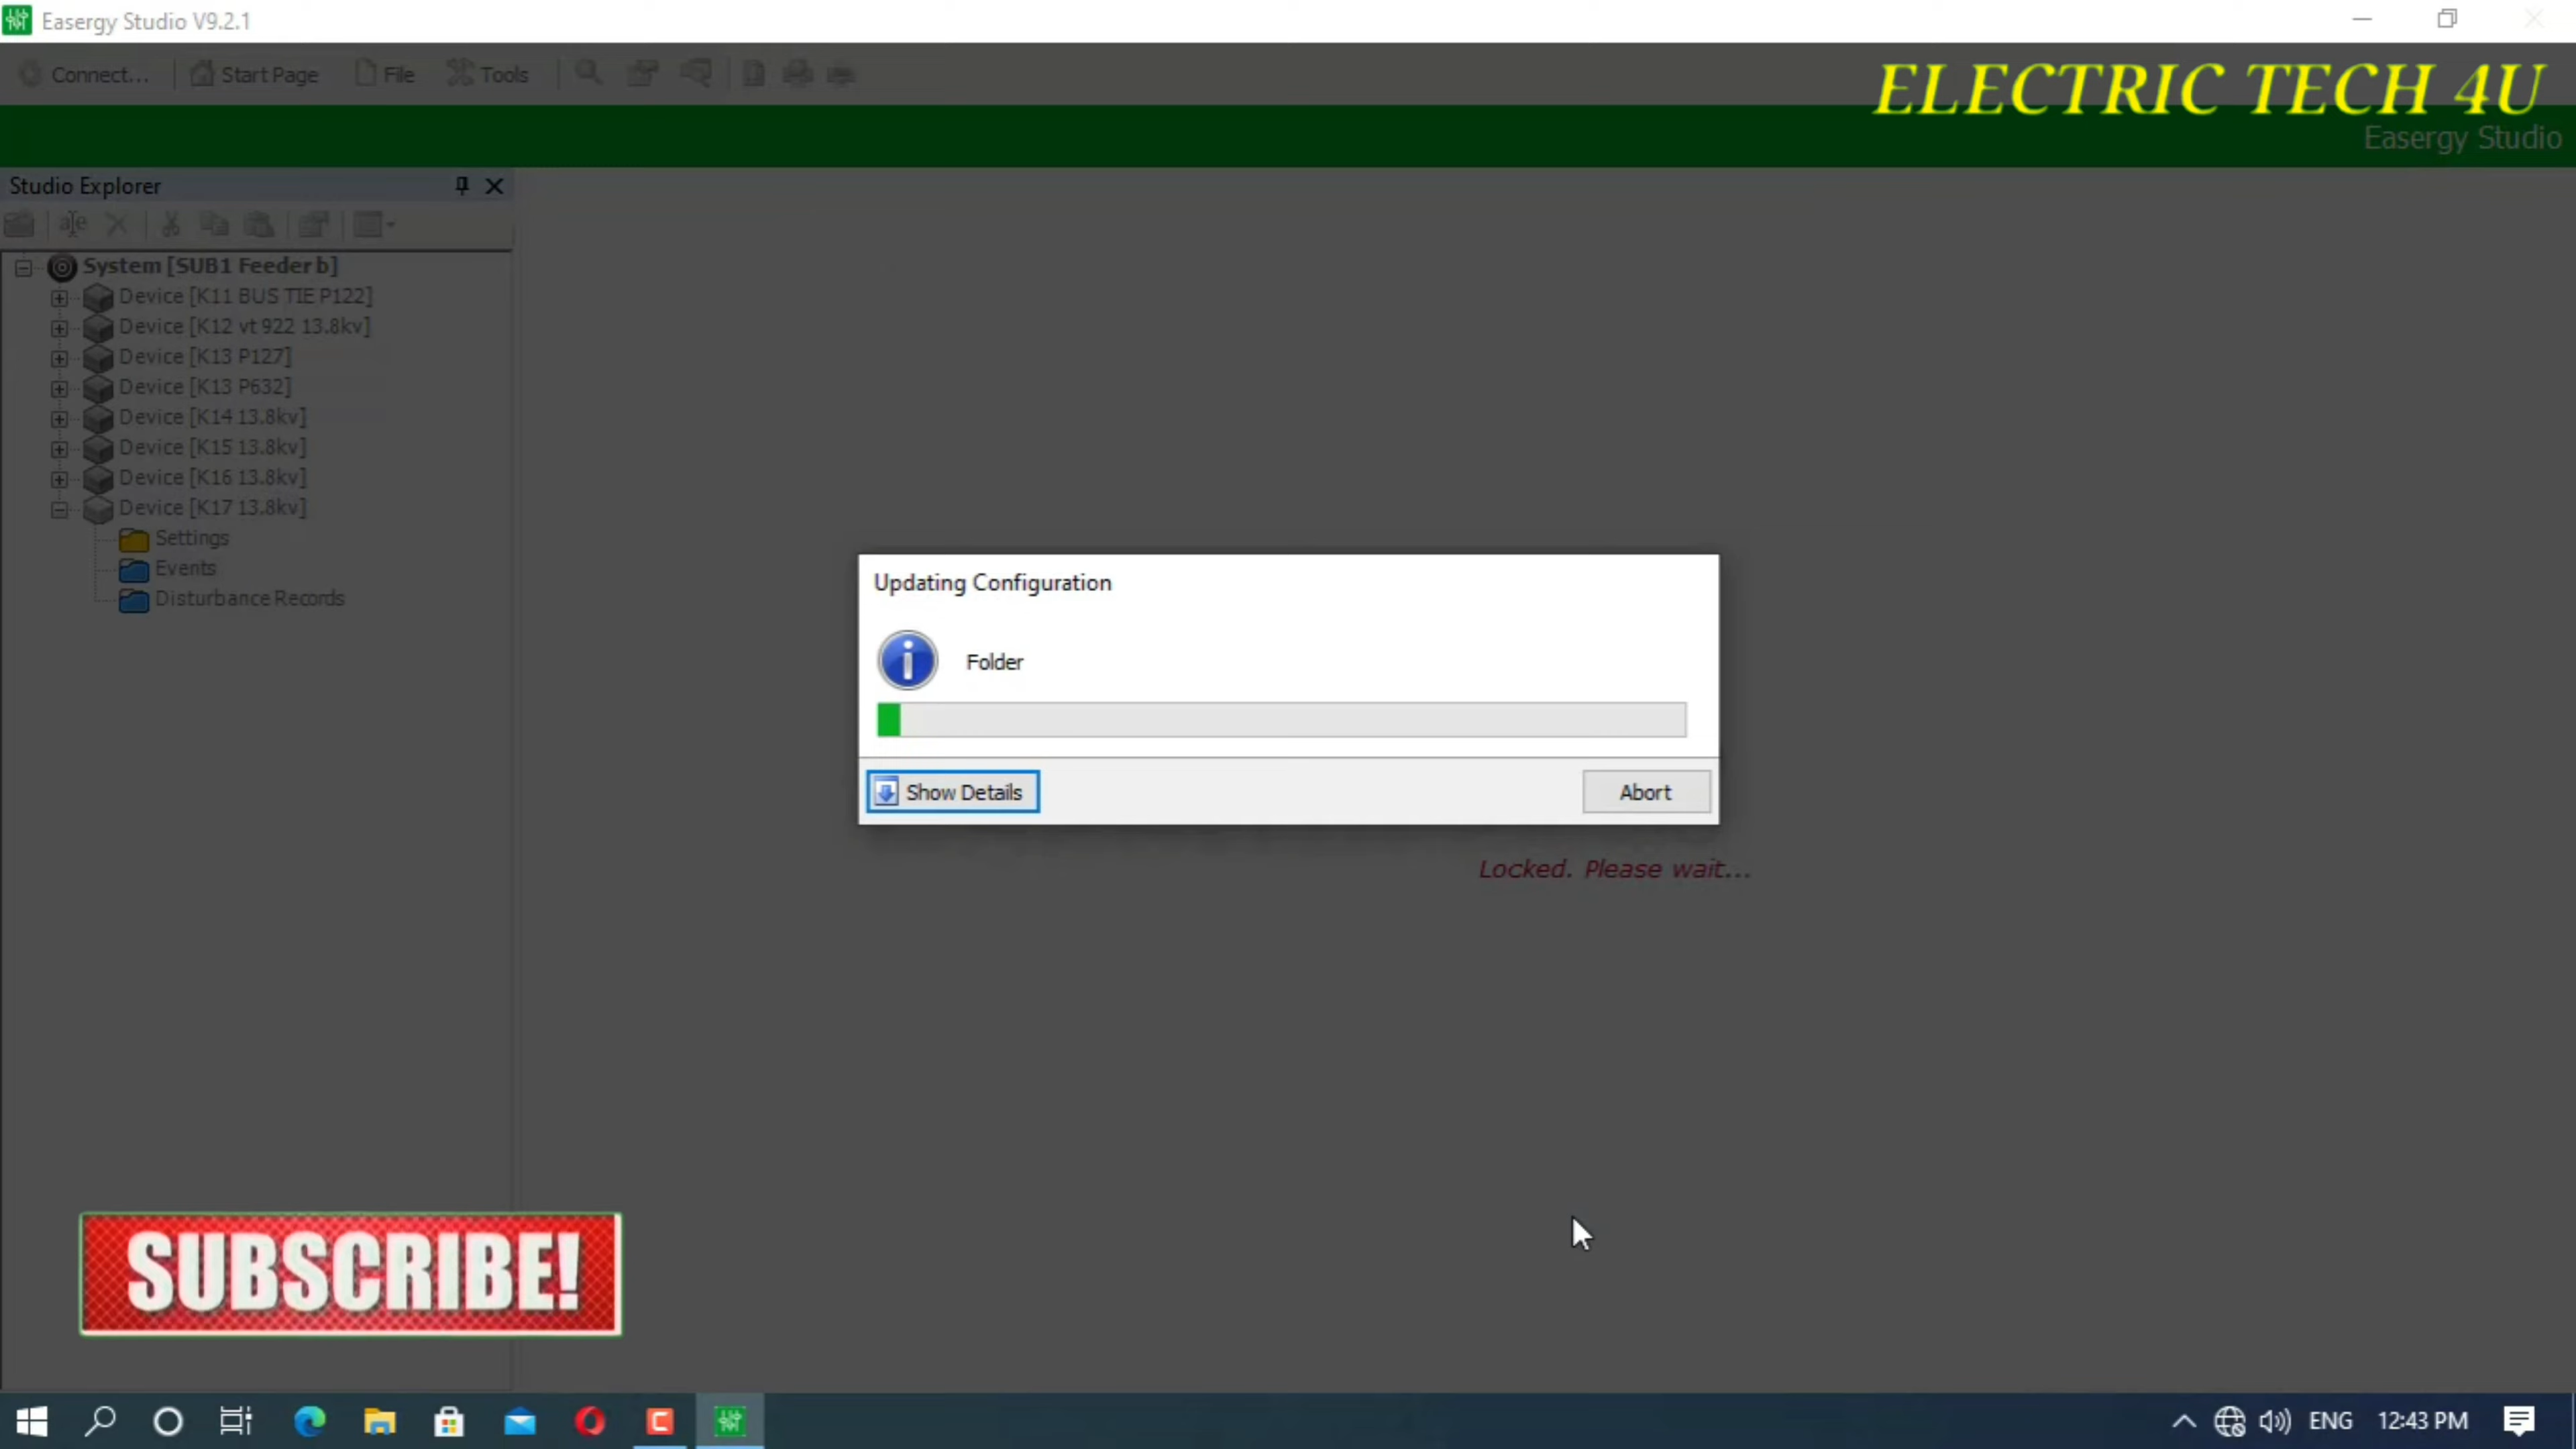 Easergy Studio V9.2.1
Connect... Start Page File Tools
ELECTRIC TECH 4U
Easergy Studio
Studio Explorer
System [SUB1 Feeder b]
Device [K11 BUS TIE P122]
Device [K12 vt 922 13.8kv]
Device [K13 P127]
Device [K13 P632]
Device [K14 13.8kv]
Device [K15 13.8kv]
Device [K16 13.8kv]
Device [K17 13.8kv]
Settings
Events
Disturbance Records
Updating Configuration
Folder
Show Details Abort
Locked. Please wait...
SUBSCRIBE!
ENG 12:43 PM